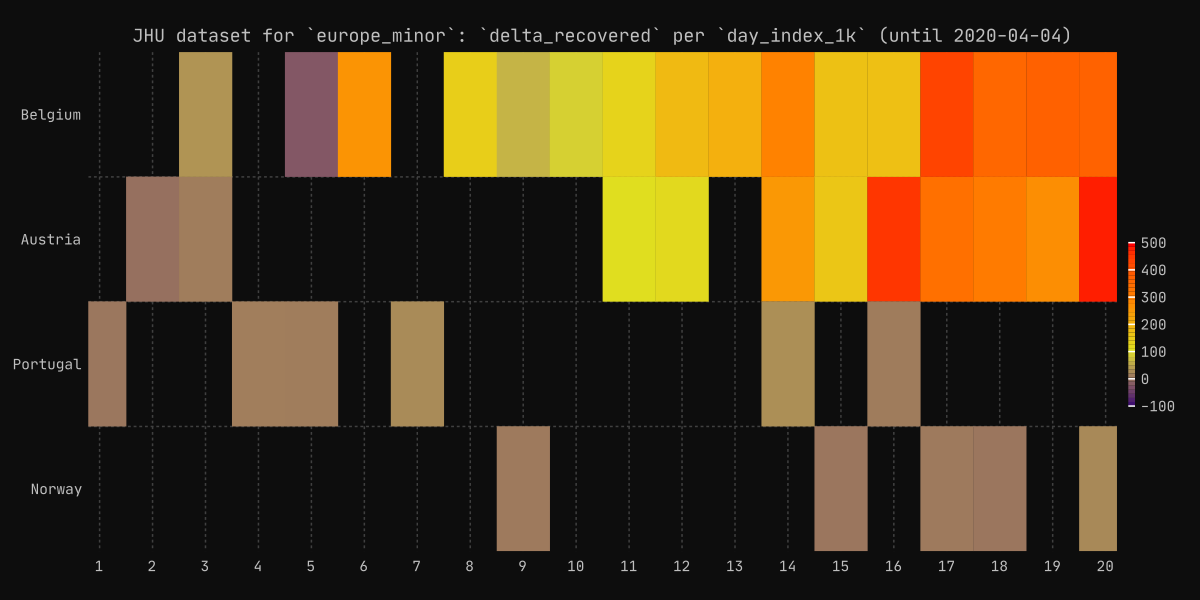 JHU dataset for `europe_minor`: `delta_recovered` per `day_index_1k` (until 2020-04-04)
Belgium
Austria
Portugal
Norway
500
400
300
200
100
0
-100
1 2 3 4 5 6 7 8 9 10 11 12 13 14 15 16 17 18 19 20